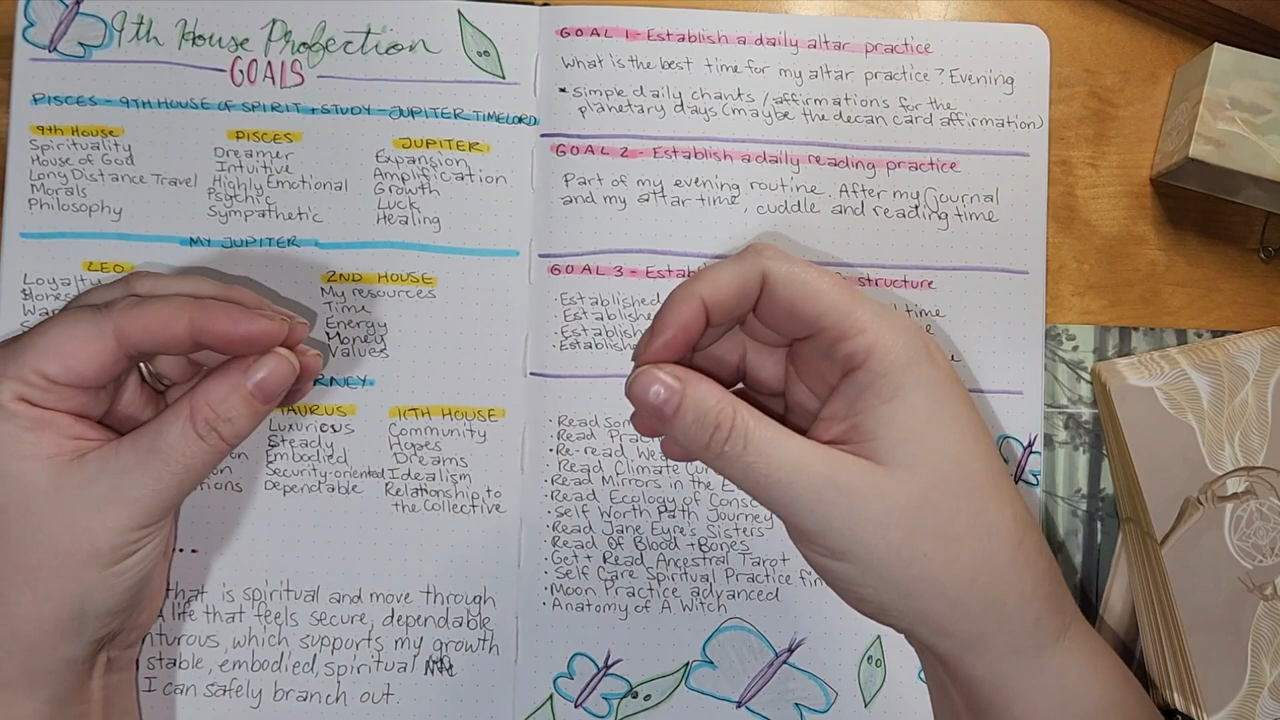 9th House Profection
GOALS
PISCES - 9TH HOUSE OF SPIRIT + STUDY - JUPITER TIMELORD
9th House
Spirituality
House of God
Long Distance Travel
Morals
Philosophy
PISCES
Dreamer
Intuitive
Highly Emotional
Psychic
Sympathetic
JUPITER
Expansion
Amplification
Growth
Luck
Healing
MY JUPITER
LEO
Loyalty
2ND HOUSE
My resources
Time
Energy
Money
Values
TAURUS
Luxurious
Steady
Embodied
Security-oriented
Dependable
11TH HOUSE
Community
Hopes
Dreams
Idealism
Relationship to
the Collective
...
that is spiritual and move through
life that feels secure, dependable
which supports my growth
stable, embodied, spiritual
I can safely branch out.
GOAL 1 - Establish a daily altar practice
What is the best time for my altar practice? Evening
* simple daily chants / affirmations for the
planetary days (maybe the decan card affirmation)
GOAL 2 - Establish a daily reading practice
Part of my evening routine. After my journal
and my altar time, cuddle and reading time
GOAL 3 - structure
· Established time
Establish
· Establish
· Establish
· Read
· Read
· Re-read
· Read Climate
· Read Mirrors in the
· Read Ecology of
· Self Worth Path Journey
· Read Jane Eyre's Sisters
· Read Of Blood + Bones
· Get + Read Ancestral Tarot
· Self Care Spiritual Practice
· Moon Practice advanced
· Anatomy of A Witch